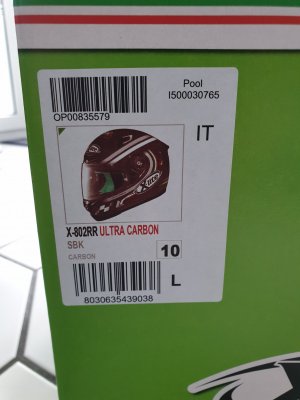 OP00835579
Pool
I500030765
IT
X-802RR ULTRA CARBON
SBK
CARBON
10
L
8030635439038